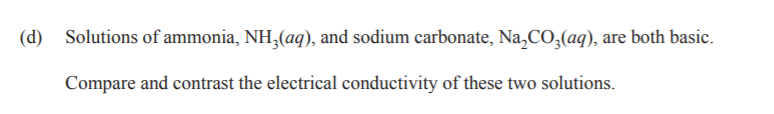 (d) Solutions of ammonia, NH₃(aq), and sodium carbonate, Na₂CO₃(aq), are both basic.
Compare and contrast the electrical conductivity of these two solutions.